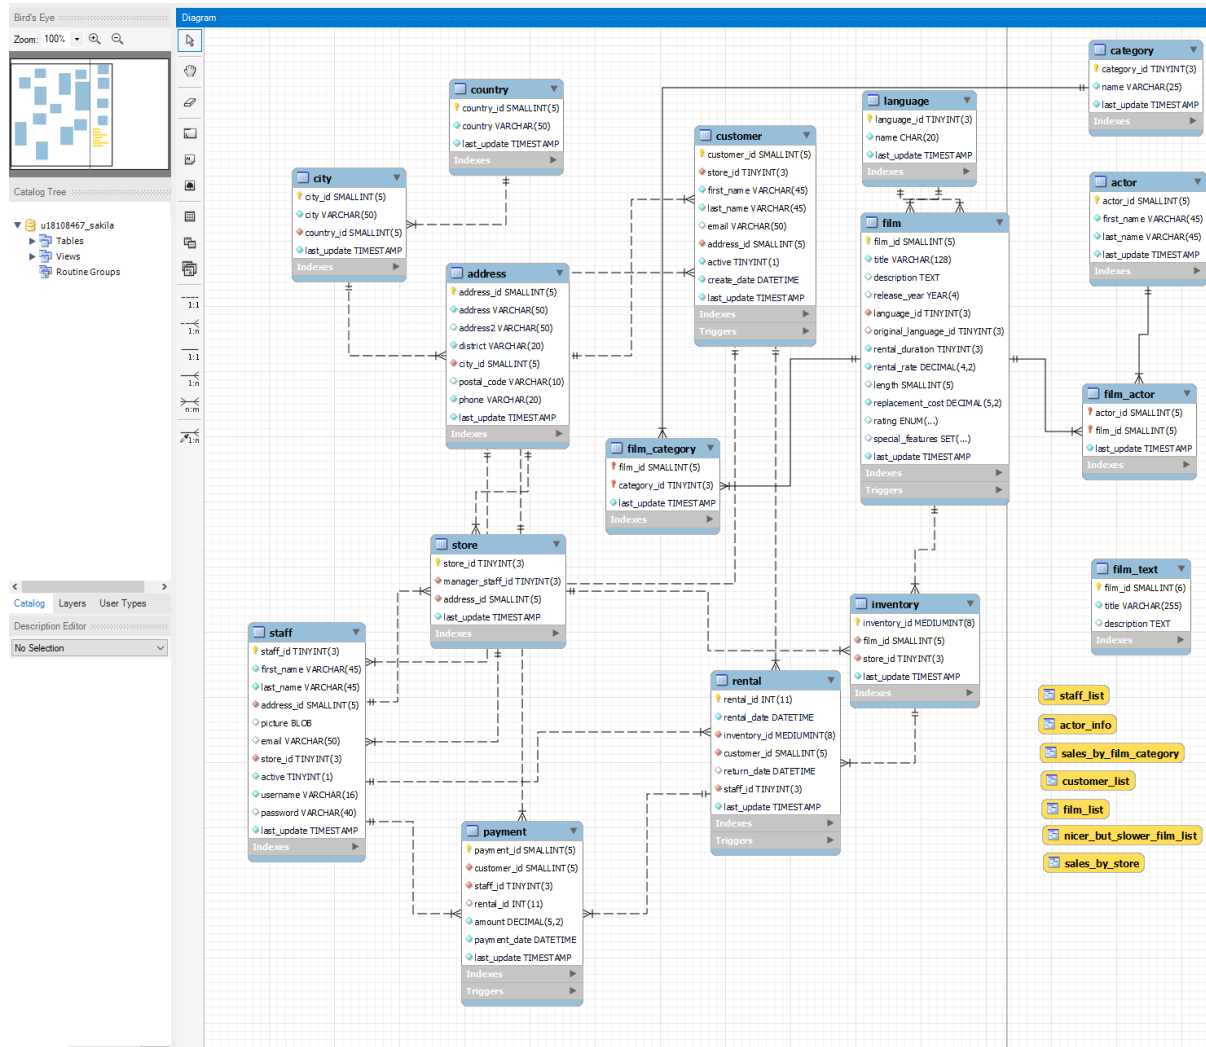 Bird's Eye
Zoom: 100%
Catalog Tree
u18108467_sakila
Tables
Views
Routine Groups
Catalog Layers User Types
Description Editor
No Selection
Diagram
1:1
1:n
1:1
1:n
n:m
1:n
country
country_id SMALLINT(5)
country VARCHAR(50)
last_update TIMESTAMP
Indexes
city
city_id SMALLINT(5)
city VARCHAR(50)
country_id SMALLINT(5)
last_update TIMESTAMP
Indexes
address
address_id SMALLINT(5)
address VARCHAR(50)
address2 VARCHAR(50)
district VARCHAR(20)
city_id SMALLINT(5)
postal_code VARCHAR(10)
phone VARCHAR(20)
last_update TIMESTAMP
Indexes
customer
customer_id SMALLINT(5)
store_id TINYINT(3)
first_name VARCHAR(45)
last_name VARCHAR(45)
email VARCHAR(50)
address_id SMALLINT(5)
active TINYINT(1)
create_date DATETIME
last_update TIMESTAMP
Indexes
Triggers
language
language_id TINYINT(3)
name CHAR(20)
last_update TIMESTAMP
Indexes
category
category_id TINYINT(3)
name VARCHAR(25)
last_update TIMESTAMP
Indexes
actor
actor_id SMALLINT(5)
first_name VARCHAR(45)
last_name VARCHAR(45)
last_update TIMESTAMP
Indexes
film
film_id SMALLINT(5)
title VARCHAR(128)
description TEXT
release_year YEAR(4)
language_id TINYINT(3)
original_language_id TINYINT(3)
rental_duration TINYINT(3)
rental_rate DECIMAL(4,2)
length SMALLINT(5)
replacement_cost DECIMAL(5,2)
rating ENUM(...)
special_features SET(...)
last_update TIMESTAMP
Indexes
Triggers
film_actor
actor_id SMALLINT(5)
film_id SMALLINT(5)
last_update TIMESTAMP
Indexes
film_category
film_id SMALLINT(5)
category_id TINYINT(3)
last_update TIMESTAMP
Indexes
store
store_id TINYINT(3)
manager_staff_id TINYINT(3)
address_id SMALLINT(5)
last_update TIMESTAMP
Indexes
film_text
film_id SMALLINT(6)
title VARCHAR(255)
description TEXT
Indexes
inventory
inventory_id MEDIUMINT(8)
film_id SMALLINT(5)
store_id TINYINT(3)
last_update TIMESTAMP
Indexes
staff
staff_id TINYINT(3)
first_name VARCHAR(45)
last_name VARCHAR(45)
address_id SMALLINT(5)
picture BLOB
email VARCHAR(50)
store_id TINYINT(3)
active TINYINT(1)
username VARCHAR(16)
password VARCHAR(40)
last_update TIMESTAMP
Indexes
rental
rental_id INT(11)
rental_date DATETIME
inventory_id MEDIUMINT(8)
customer_id SMALLINT(5)
return_date DATETIME
staff_id TINYINT(3)
last_update TIMESTAMP
Indexes
Triggers
payment
payment_id SMALLINT(5)
customer_id SMALLINT(5)
staff_id TINYINT(3)
rental_id INT(11)
amount DECIMAL(5,2)
payment_date DATETIME
last_update TIMESTAMP
Indexes
Triggers
staff_list
actor_info
sales_by_film_category
customer_list
film_list
nicer_but_slower_film_list
sales_by_store